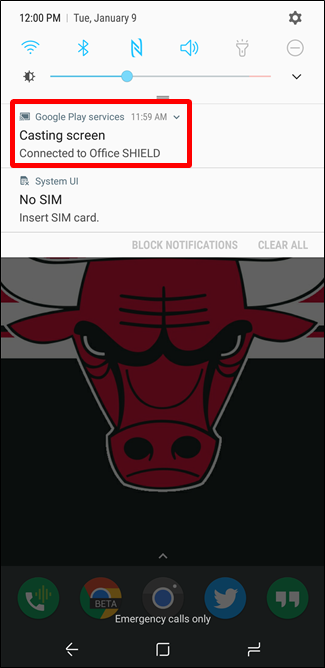 12:00 PM | Tue, January 9
Google Play services 11:59 AM
Casting screen
Connected to Office SHIELD
System UI
No SIM
Insert SIM card.
BLOCK NOTIFICATIONS CLEAR ALL
BETA
Emergency calls only